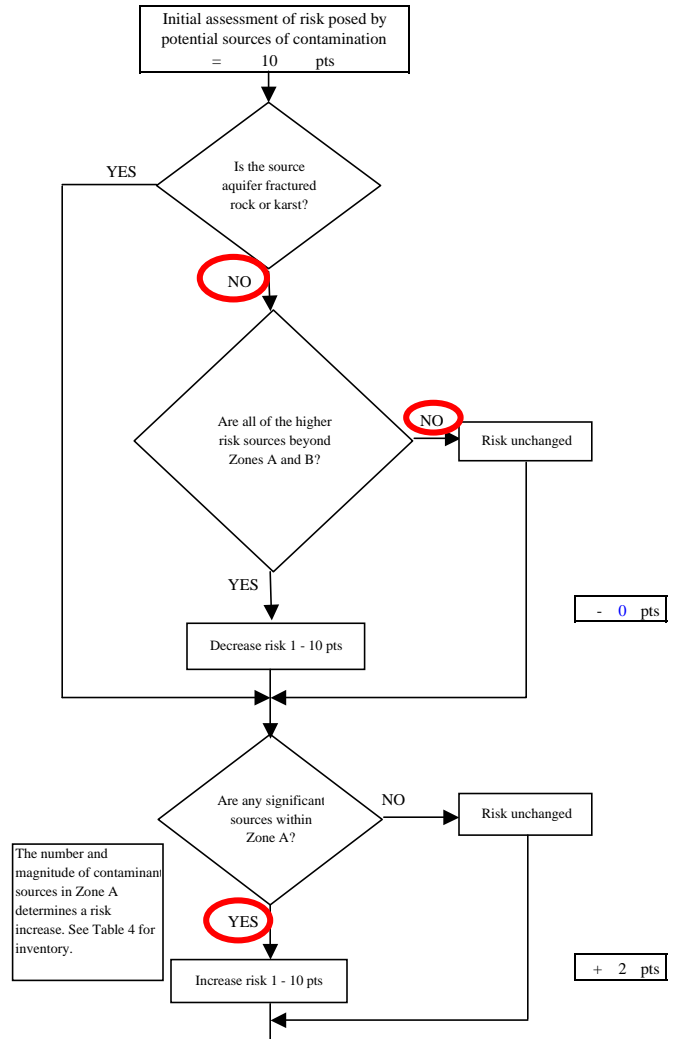 Initial assessment of risk posed by
potential sources of contamination
= 10 pts
YES
Is the source
aquifer fractured
rock or karst?
NO
Are all of the higher
risk sources beyond
Zones A and B?
NO
Risk unchanged
YES
- 0 pts
Decrease risk 1 - 10 pts
Are any significant
sources within
Zone A?
NO
Risk unchanged
The number and
magnitude of contaminant
sources in Zone A
determines a risk
increase. See Table 4 for
inventory.
YES
+ 2 pts
Increase risk 1 - 10 pts